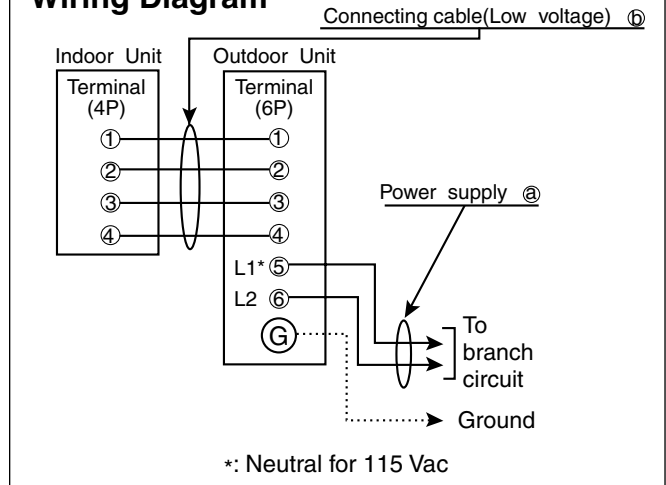 Wiring Diagram
Connecting cable(Low voltage) ⓑ
Indoor Unit
Outdoor Unit
Terminal
(4P)
Terminal
(6P)
① ①
② ②
③ ③
④ ④
Power supply ⓐ
L1* ⑤
L2 ⑥
G
To
branch
circuit
Ground
*: Neutral for 115 Vac